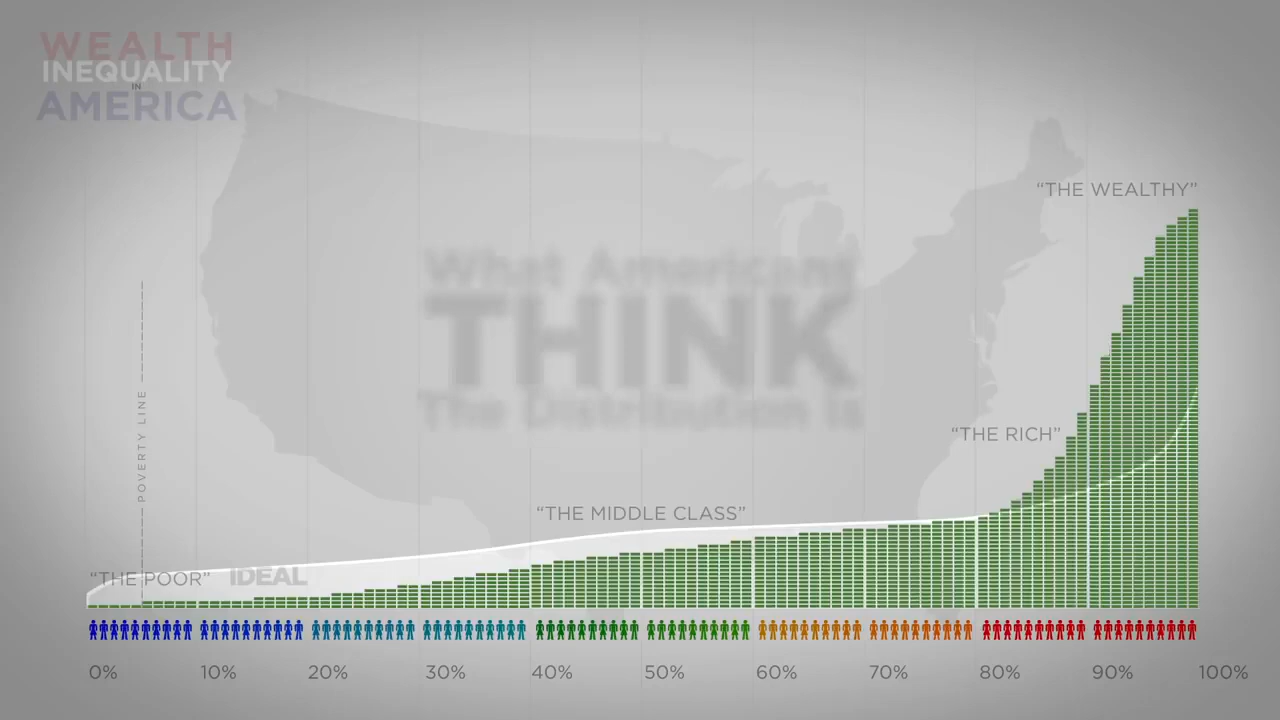 WEALTH
INEQUALITY
IN
AMERICA
"THE WEALTHY"
What Americans
THINK
The Distribution Is
POVERTY LINE
"THE RICH"
"THE MIDDLE CLASS"
"THE POOR"
IDEAL
0% 10% 20% 30% 40% 50% 60% 70% 80% 90% 100%